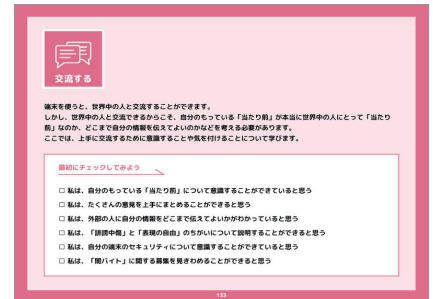 交流する
端末を使うと、世界中の人と交流することができます。
しかし、世界中の人と交流できるからこそ、自分のもっている「当たり前」が本当に世界中の人にとって「当たり
前」なのか、どこまで自分の情報を伝えてよいのかなどを考える必要があります。
ここでは、上手に交流するために意識することや気を付けることについて学びます。
最初にチェックしてみよう
□ 私は、自分のもっている「当たり前」について意識することができていると思う
□ 私は、たくさんの意見を上手にまとめることができると思う
□ 私は、外部の人に自分の情報をどこまで伝えてよいかがわかっていると思う
□ 私は、「誹謗中傷」と「表現の自由」のちがいについて説明することができると思う
□ 私は、自分の端末のセキュリティについて意識することができていると思う
□ 私は、「闇バイト」に関する募集を見きわめることができると思う
133